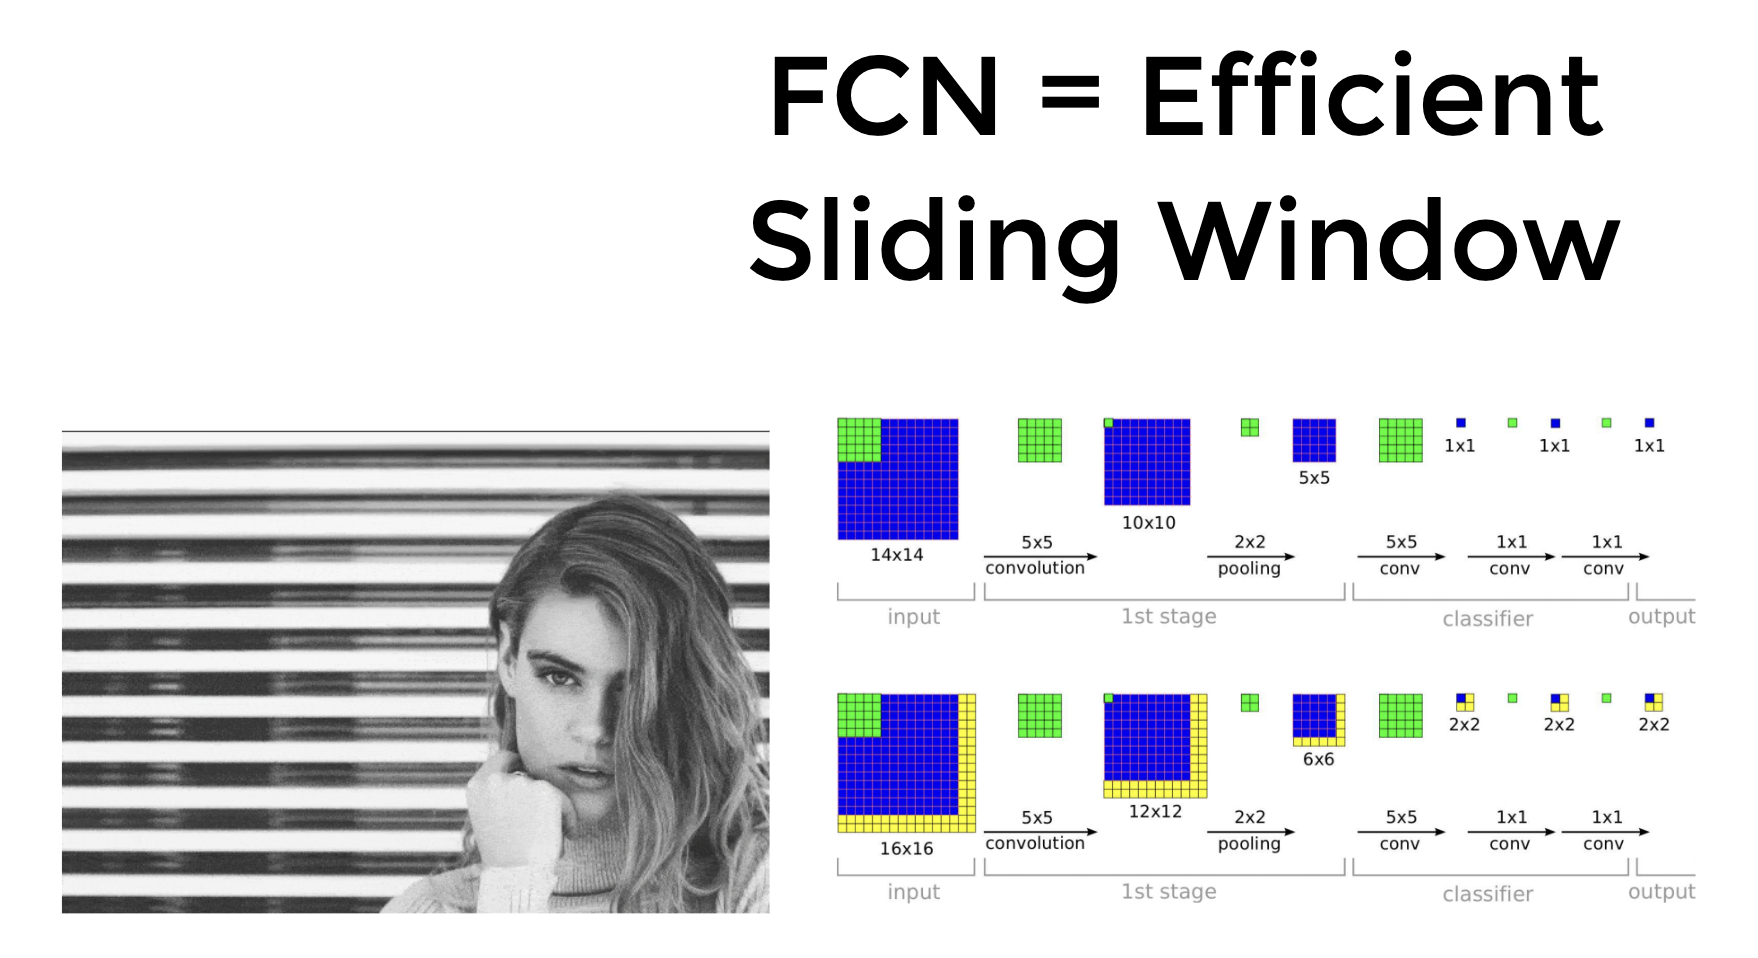 FCN = Efficient
Sliding Window
1x1 1x1 1x1
5x5
10x10
14x14
5x5 2x2 5x5 1x1 1x1
convolution pooling conv conv conv
input 1st stage classifier output
2x2 2x2 2x2
6x6
12x12
16x16
5x5 2x2 5x5 1x1 1x1
convolution pooling conv conv conv
input 1st stage classifier output